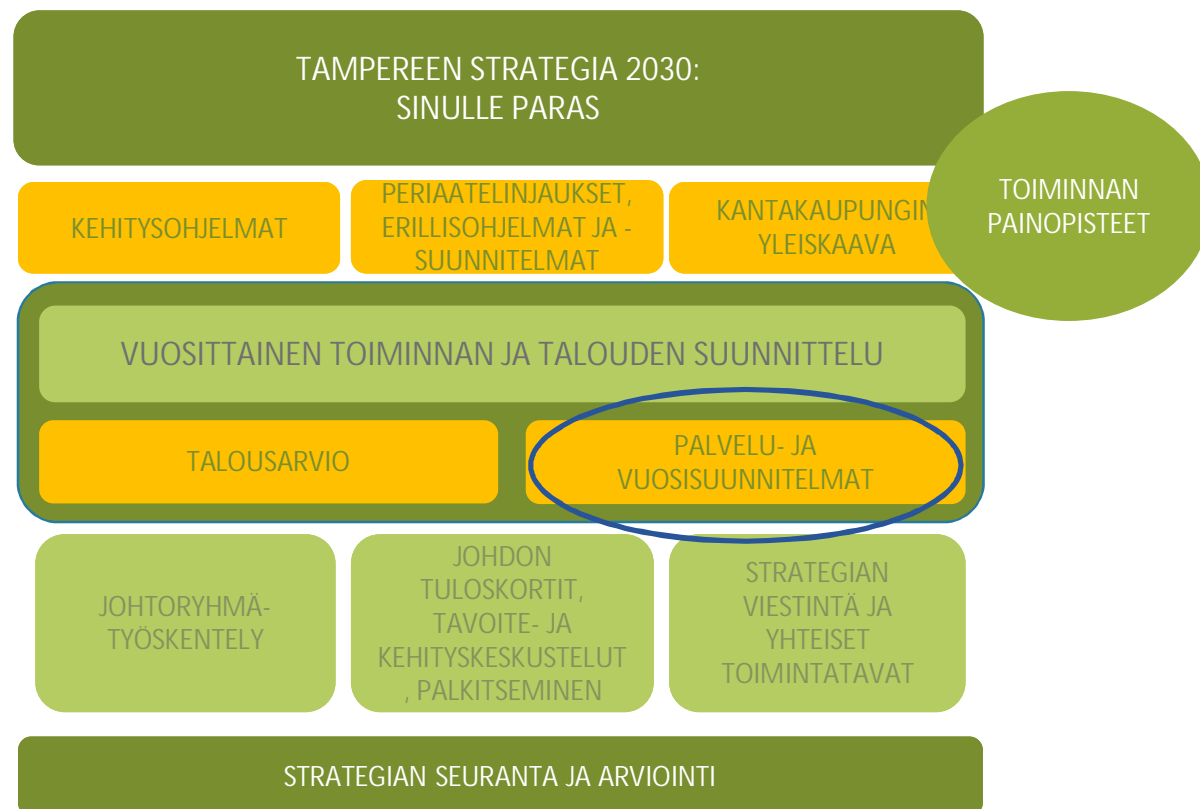 TAMPEREEN STRATEGIA 2030:
SINULLE PARAS
TOIMINNAN
PAINOPISTEET
KEHITYSOHJELMAT
PERIAATELINJAUKSET,
ERILLISOHJELMAT JA -
SUUNNITELMAT
KANTAKAUPUNGIN
YLEISKAAVA
VUOSITTAINEN TOIMINNAN JA TALOUDEN SUUNNITTELU
TALOUSARVIO
PALVELU- JA
VUOSISUUNNITELMAT
JOHTORYHMÄ-
TYÖSKENTELY
JOHDON
TULOSKORTIT,
TAVOITE- JA
KEHITYSKESKUSTELUT
, PALKITSEMINEN
STRATEGIAN
VIESTINTÄ JA
YHTEISET
TOIMINTATAVAT
STRATEGIAN SEURANTA JA ARVIOINTI